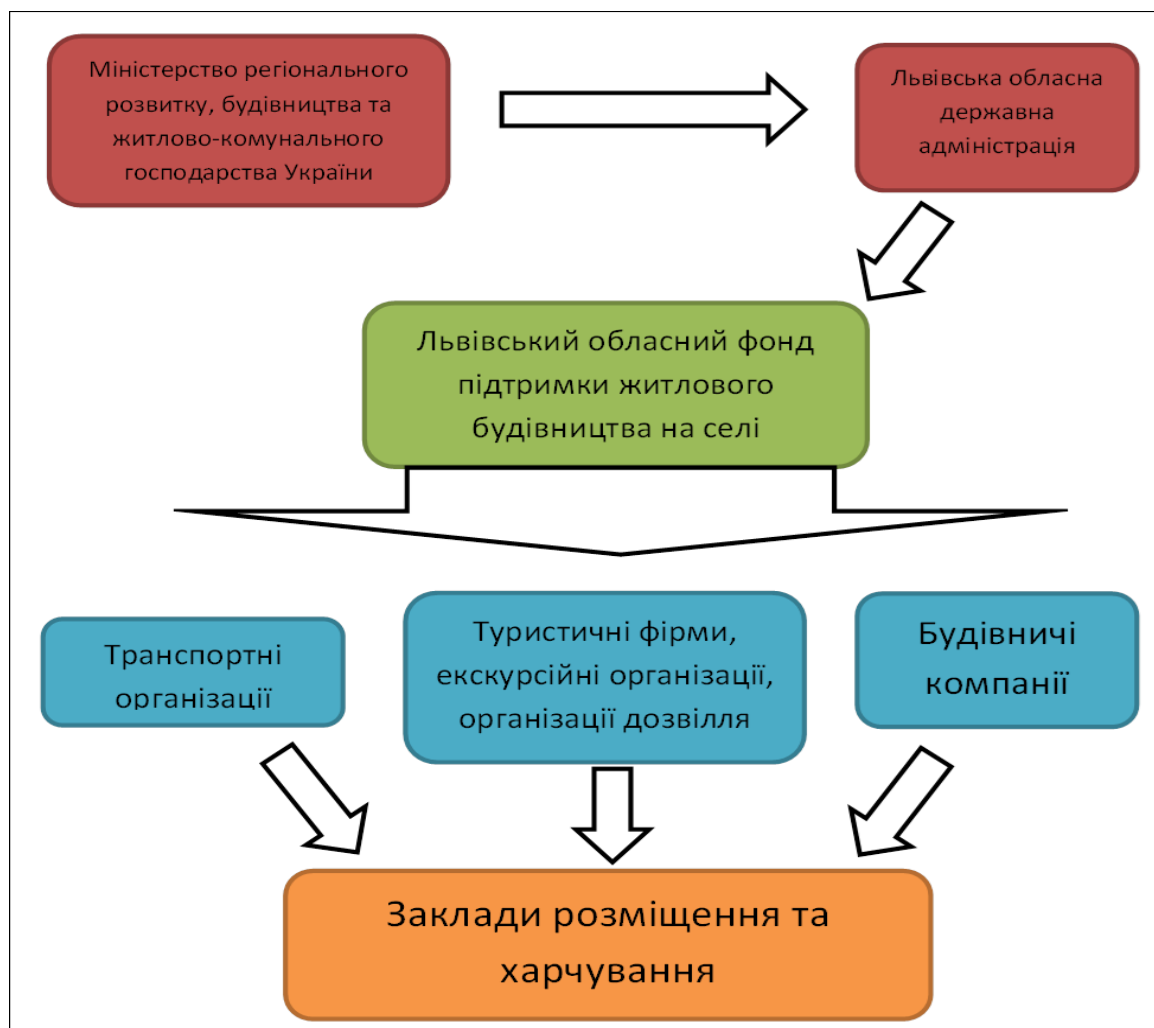 Міністерство регіонального
розвитку, будівництва та
житлово-комунального
господарства України
Львівська обласна
державна
адміністрація
Львівський обласний фонд
підтримки житлового
будівництва на селі
Транспортні
організації
Туристичні фірми,
екскурсійні організації,
організації дозвілля
Будівничі
компанії
Заклади розміщення та
харчування